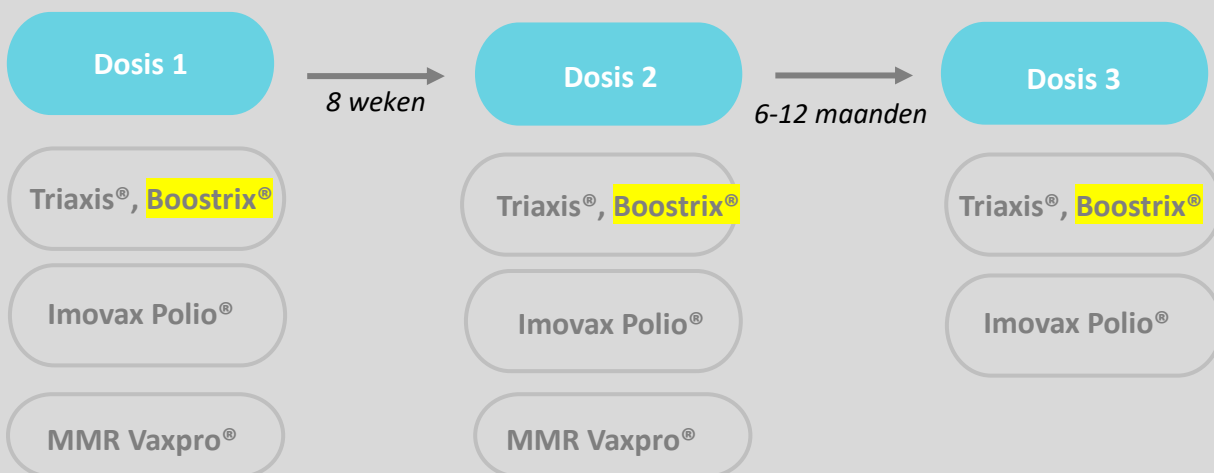 Dosis 1
8 weken
Dosis 2
6-12 maanden
Dosis 3
Triaxis®, Boostrix®
Triaxis®, Boostrix®
Triaxis®, Boostrix®
Imovax Polio®
Imovax Polio®
Imovax Polio®
MMR Vaxpro®
MMR Vaxpro®